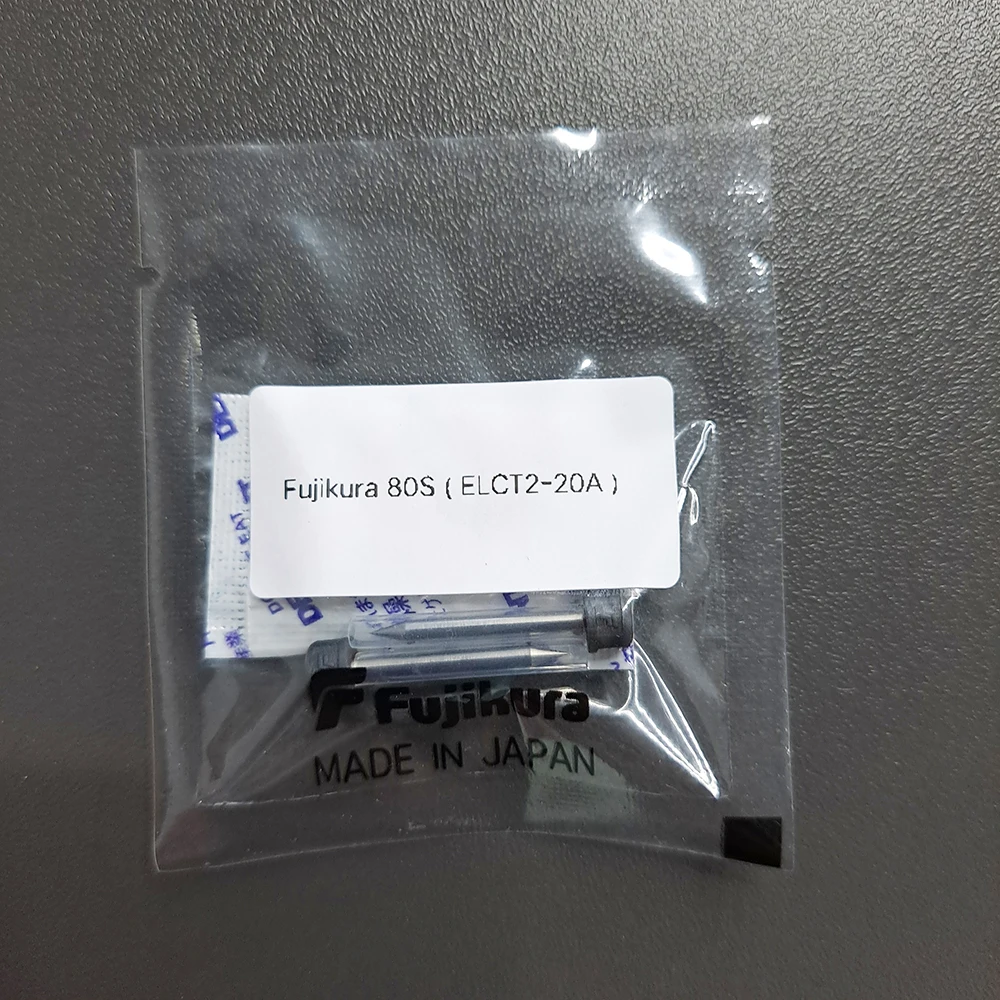 Fujikura 80S ( ELCT2-20A )
Fujikura
MADE IN JAPAN